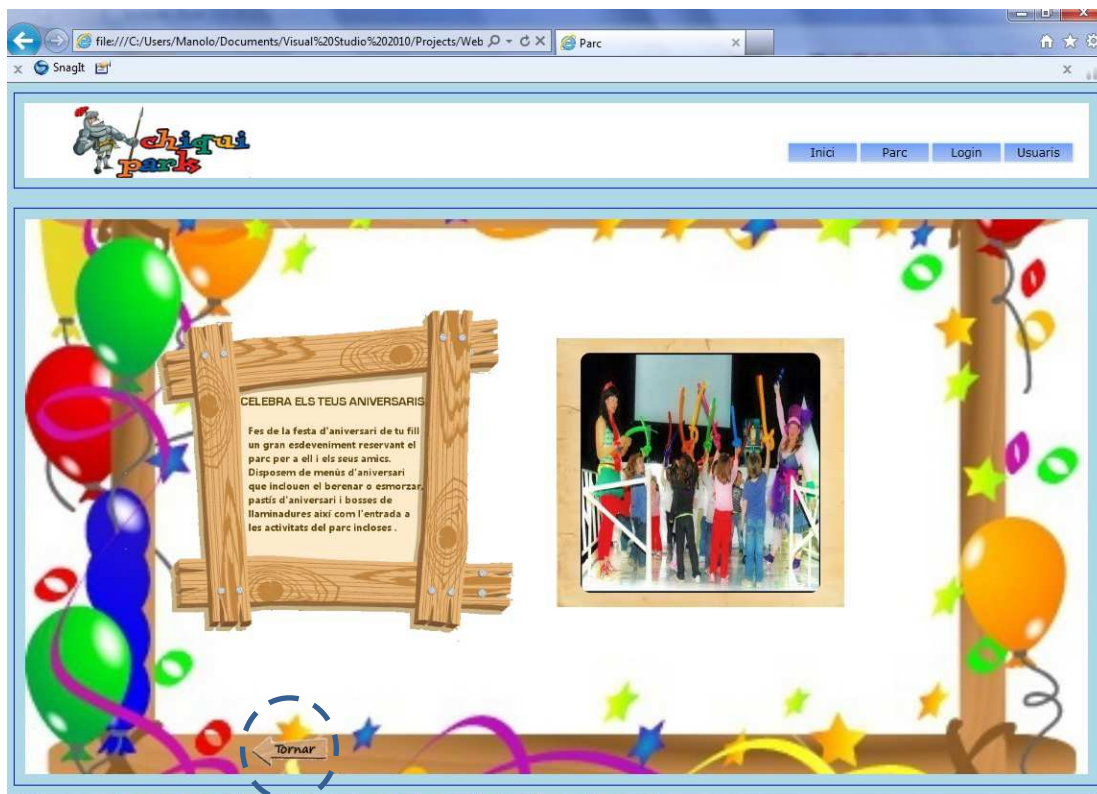 file:///C:/Users/Manolo/Documents/Visual%20Studio%202010/Projects/Web
Parc
SnagIt
chiqui
park
Inici Parc Login Usuaris
CELEBRA ELS TEUS ANIVERSARIS
Fes de la festa d'aniversari de tu fill
un gran esdeveniment reservant el
parc per a ell i els seus amics.
Disposem de menùs d'aniversari
que inclouen el berenar o esmorzar,
pastís d'aniversari i bosses de
llaminadures així com l'entrada a
les activitats del parc incloses .
Tornar